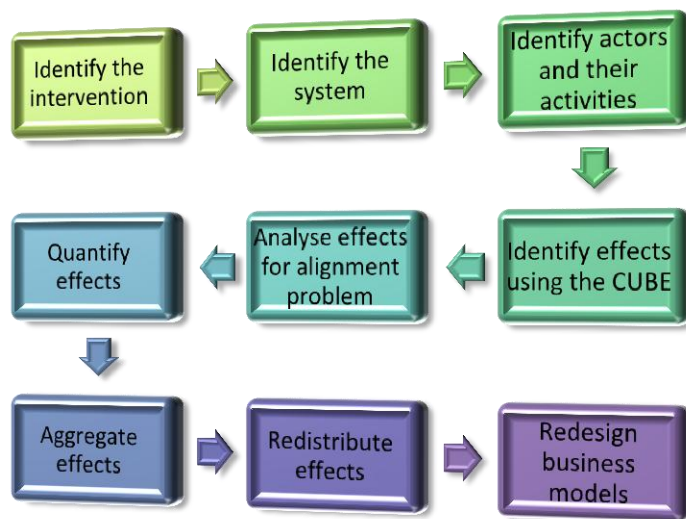 Identify the
intervention
Identify the
system
Identify actors
and their
activities
Identify effects
using the CUBE
Analyse effects
for alignment
problem
Quantify
effects
Aggregate
effects
Redistribute
effects
Redesign
business
models